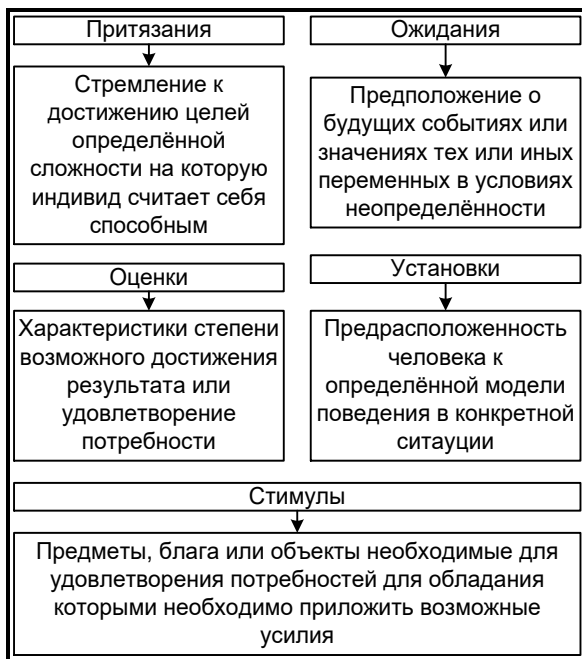 Притязания
Стремление к
достижению целей
определённой
сложности на которую
индивид считает себя
способным
Ожидания
Предположение о
будущих событиях или
значениях тех или иных
переменных в условиях
неопределённости
Оценки
Характеристики степени
возможного достижения
результата или
удовлетворение
потребности
Установки
Предрасположенность
человека к
определённой модели
поведения в конкретной
ситауции
Стимулы
Предметы, блага или объекты необходимые для
удовлетворения потребностей для обладания
которыми необходимо приложить возможные
усилия